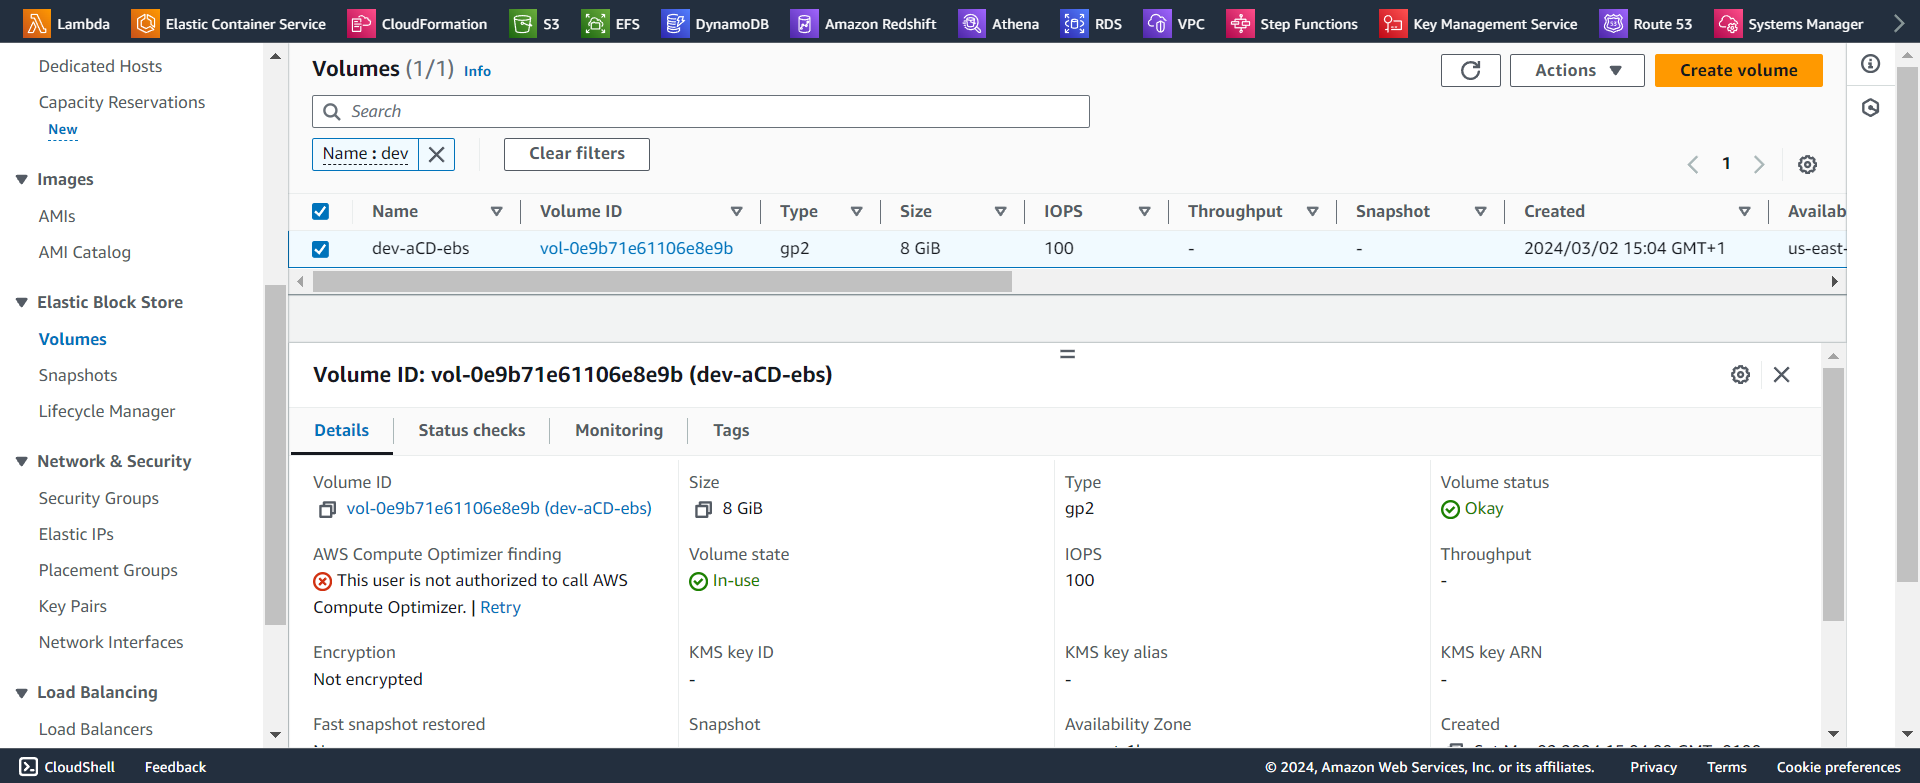 Lambda Elastic Container Service CloudFormation S3 EFS DynamoDB Amazon Redshift Athena RDS VPC Step Functions Key Management Service Route 53 Systems Manager
Dedicated Hosts
Capacity Reservations
New
Images
AMIs
AMI Catalog
Elastic Block Store
Volumes
Snapshots
Lifecycle Manager
Network & Security
Security Groups
Elastic IPs
Placement Groups
Key Pairs
Network Interfaces
Load Balancing
Load Balancers
Volumes (1/1) Info
Actions
Create volume
Search
Name : dev
Clear filters
1
Name Volume ID Type Size IOPS Throughput Snapshot Created Availab
dev-aCD-ebs vol-0e9b71e61106e8e9b gp2 8 GiB 100 - - 2024/03/02 15:04 GMT+1 us-east-
Volume ID: vol-0e9b71e61106e8e9b (dev-aCD-ebs)
Details Status checks Monitoring Tags
Volume ID
vol-0e9b71e61106e8e9b (dev-aCD-ebs)
Size
8 GiB
Type
gp2
Volume status
Okay
AWS Compute Optimizer finding
This user is not authorized to call AWS
Compute Optimizer. | Retry
Volume state
In-use
IOPS
100
Throughput
-
Encryption
Not encrypted
KMS key ID
-
KMS key alias
-
KMS key ARN
-
Fast snapshot restored
Snapshot
Availability Zone
Created
CloudShell Feedback
© 2024, Amazon Web Services, Inc. or its affiliates. Privacy Terms Cookie preferences